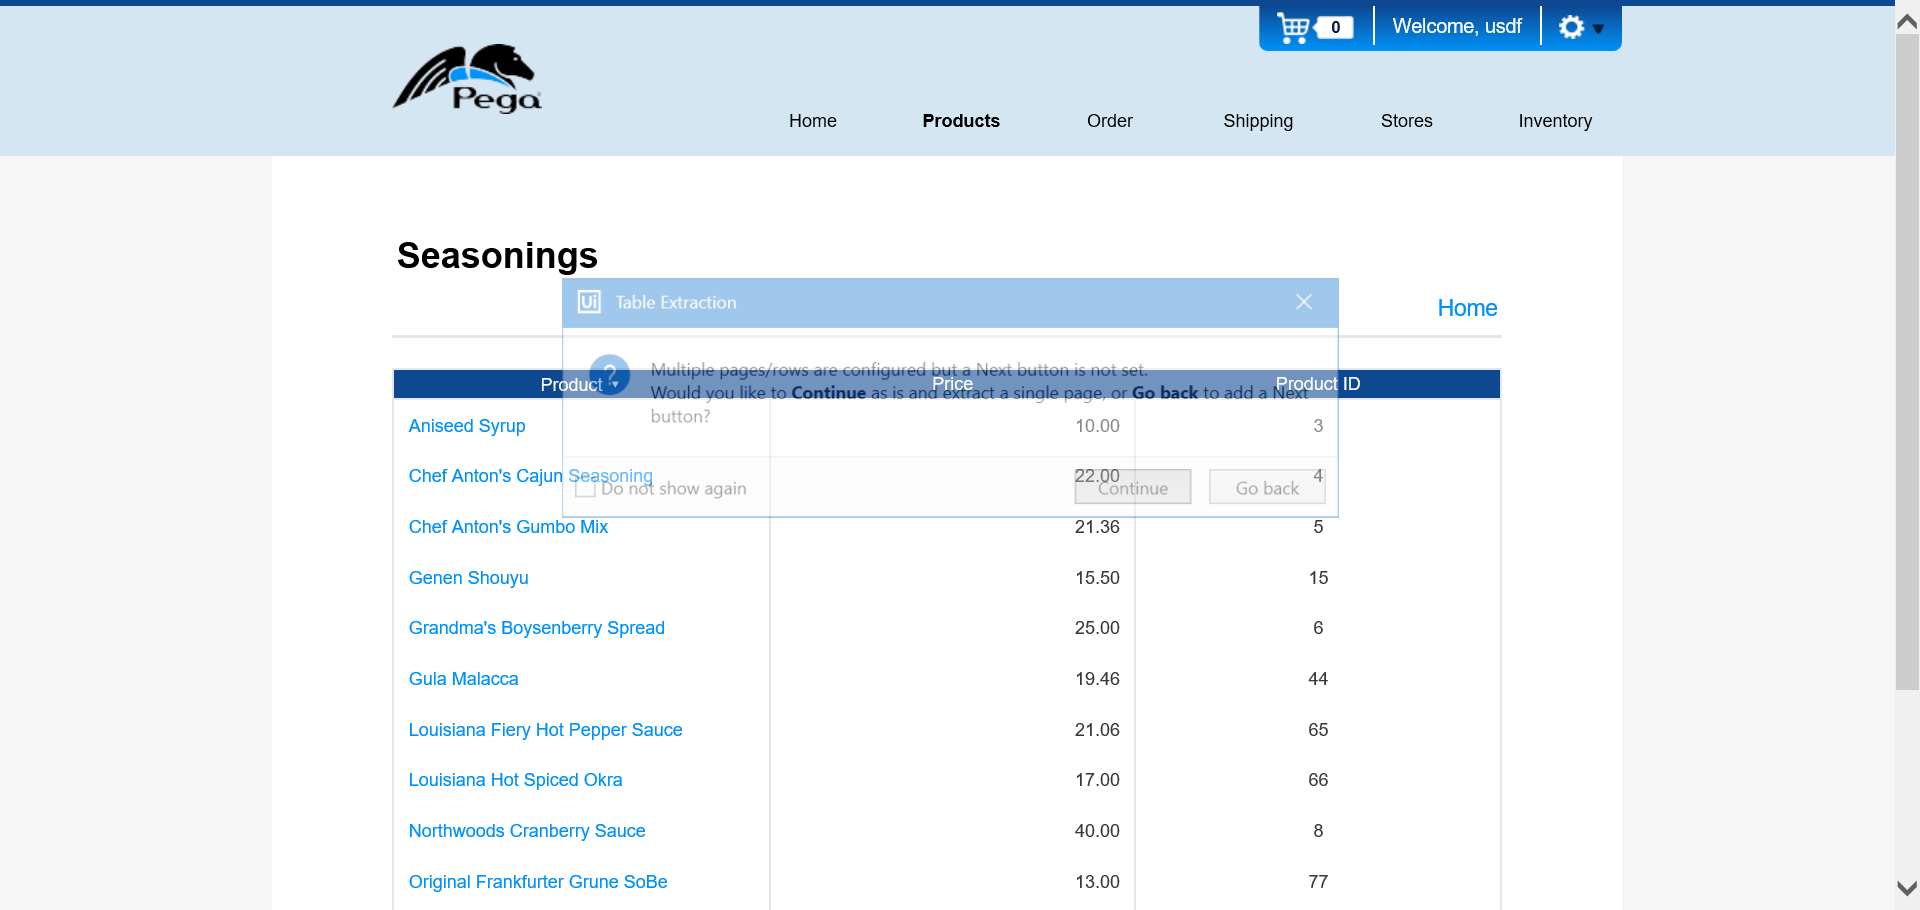 0
Welcome, usdf
Pega
Home Products Order Shipping Stores Inventory
Seasonings
Ui Table Extraction
Home
?
Multiple pages/rows are configured but a Next button is not set.
Would you like to Continue as is and extract a single page, or Go back to add a Next
button?
Product Price Product ID
Aniseed Syrup 10.00 3
Chef Anton's Cajun Seasoning 22.00 4
Do not show again Continue Go back
Chef Anton's Gumbo Mix 21.36 5
Genen Shouyu 15.50 15
Grandma's Boysenberry Spread 25.00 6
Gula Malacca 19.46 44
Louisiana Fiery Hot Pepper Sauce 21.06 65
Louisiana Hot Spiced Okra 17.00 66
Northwoods Cranberry Sauce 40.00 8
Original Frankfurter Grune SoBe 13.00 77